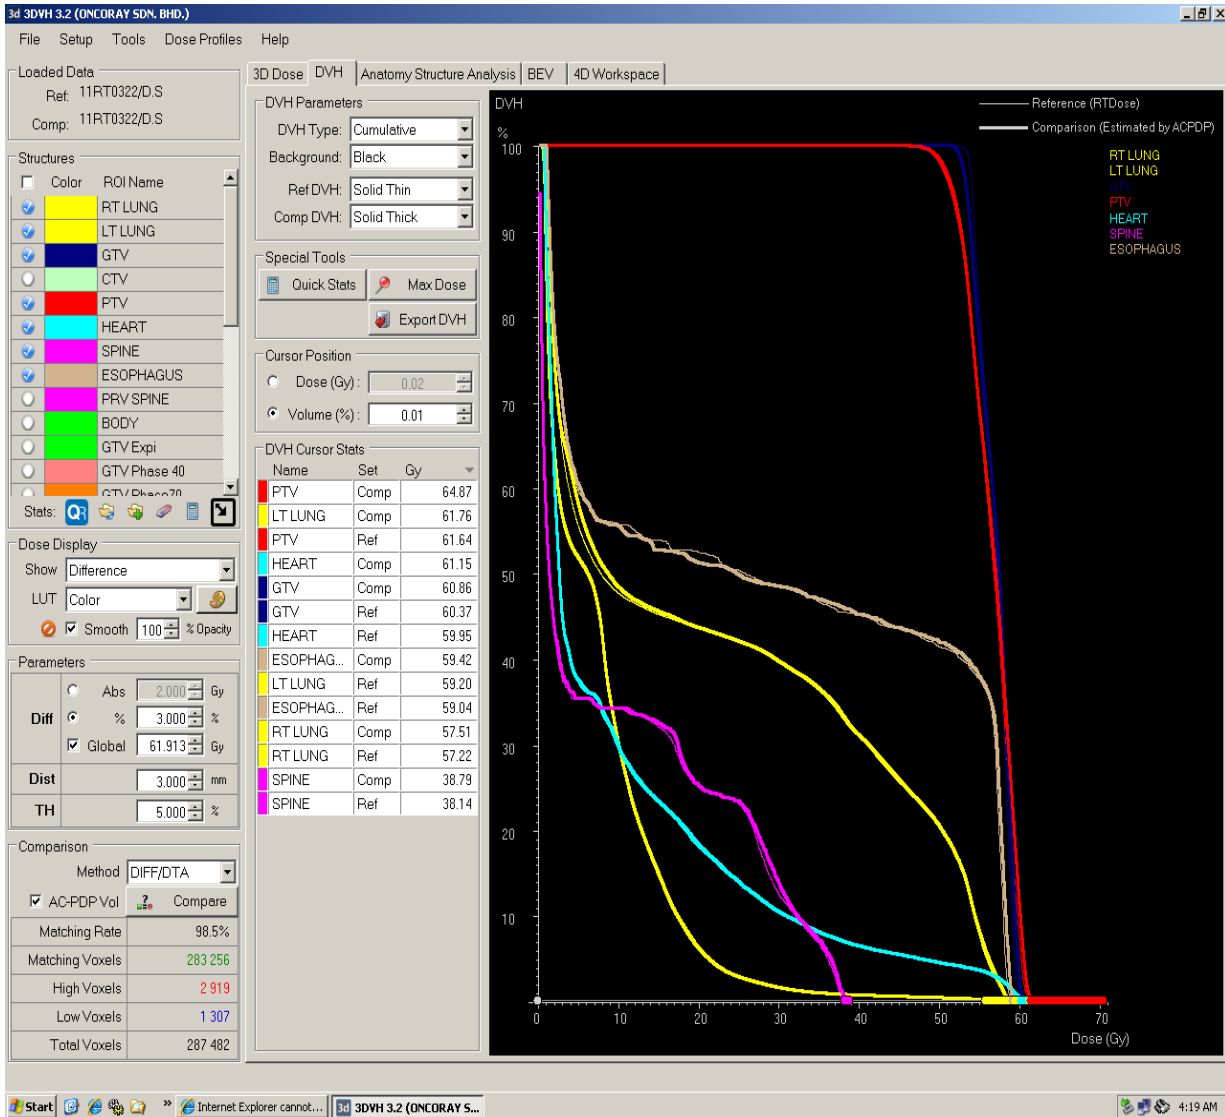 3d 3DVH 3.2 (ONCORAY SDN. BHD.)
File Setup Tools Dose Profiles Help
Loaded Data
Ref: 11RT0322/D.S
Comp: 11RT0322/D.S
Structures
Color ROI Name
RT LUNG
LT LUNG
GTV
CTV
PTV
HEART
SPINE
ESOPHAGUS
PRV SPINE
BODY
GTV Expi
GTV Phase 40
GTV Phase70
Stats: QR
Dose Display
Show Difference
LUT Color
Smooth 100 % Opacity
Parameters
Abs 2.000 Gy
Diff % 3.000 %
Global 61.913 Gy
Dist 3.000 mm
TH 5.000 %
Comparison
Method DIFF/DTA
AC-PDP Vol Compare
Matching Rate 98.5%
Matching Voxels 283 256
High Voxels 2 919
Low Voxels 1 307
Total Voxels 287 482
3D Dose DVH Anatomy Structure Analysis BEV 4D Workspace
DVH Parameters
DVH Type: Cumulative
Background: Black
Ref DVH: Solid Thin
Comp DVH: Solid Thick
Special Tools
Quick Stats Max Dose
Export DVH
Cursor Position
Dose (Gy) : 0.02
Volume (%) : 0.01
DVH Cursor Stats
Name Set Gy
PTV Comp 64.87
LT LUNG Comp 61.76
PTV Ref 61.64
HEART Comp 61.15
GTV Comp 60.86
GTV Ref 60.37
HEART Ref 59.95
ESOPHAG... Comp 59.42
LT LUNG Ref 59.20
ESOPHAG... Ref 59.04
RT LUNG Comp 57.51
RT LUNG Ref 57.22
SPINE Comp 38.79
SPINE Ref 38.14
DVH
%
Reference (RTDose)
Comparison (Estimated by ACPDP)
RT LUNG
LT LUNG
GTV
PTV
HEART
SPINE
ESOPHAGUS
100
90
80
70
60
50
40
30
20
10
0 10 20 30 40 50 60 70
Dose (Gy)
Start » Internet Explorer cannot... 3d 3DVH 3.2 (ONCORAY S... 4:19 AM